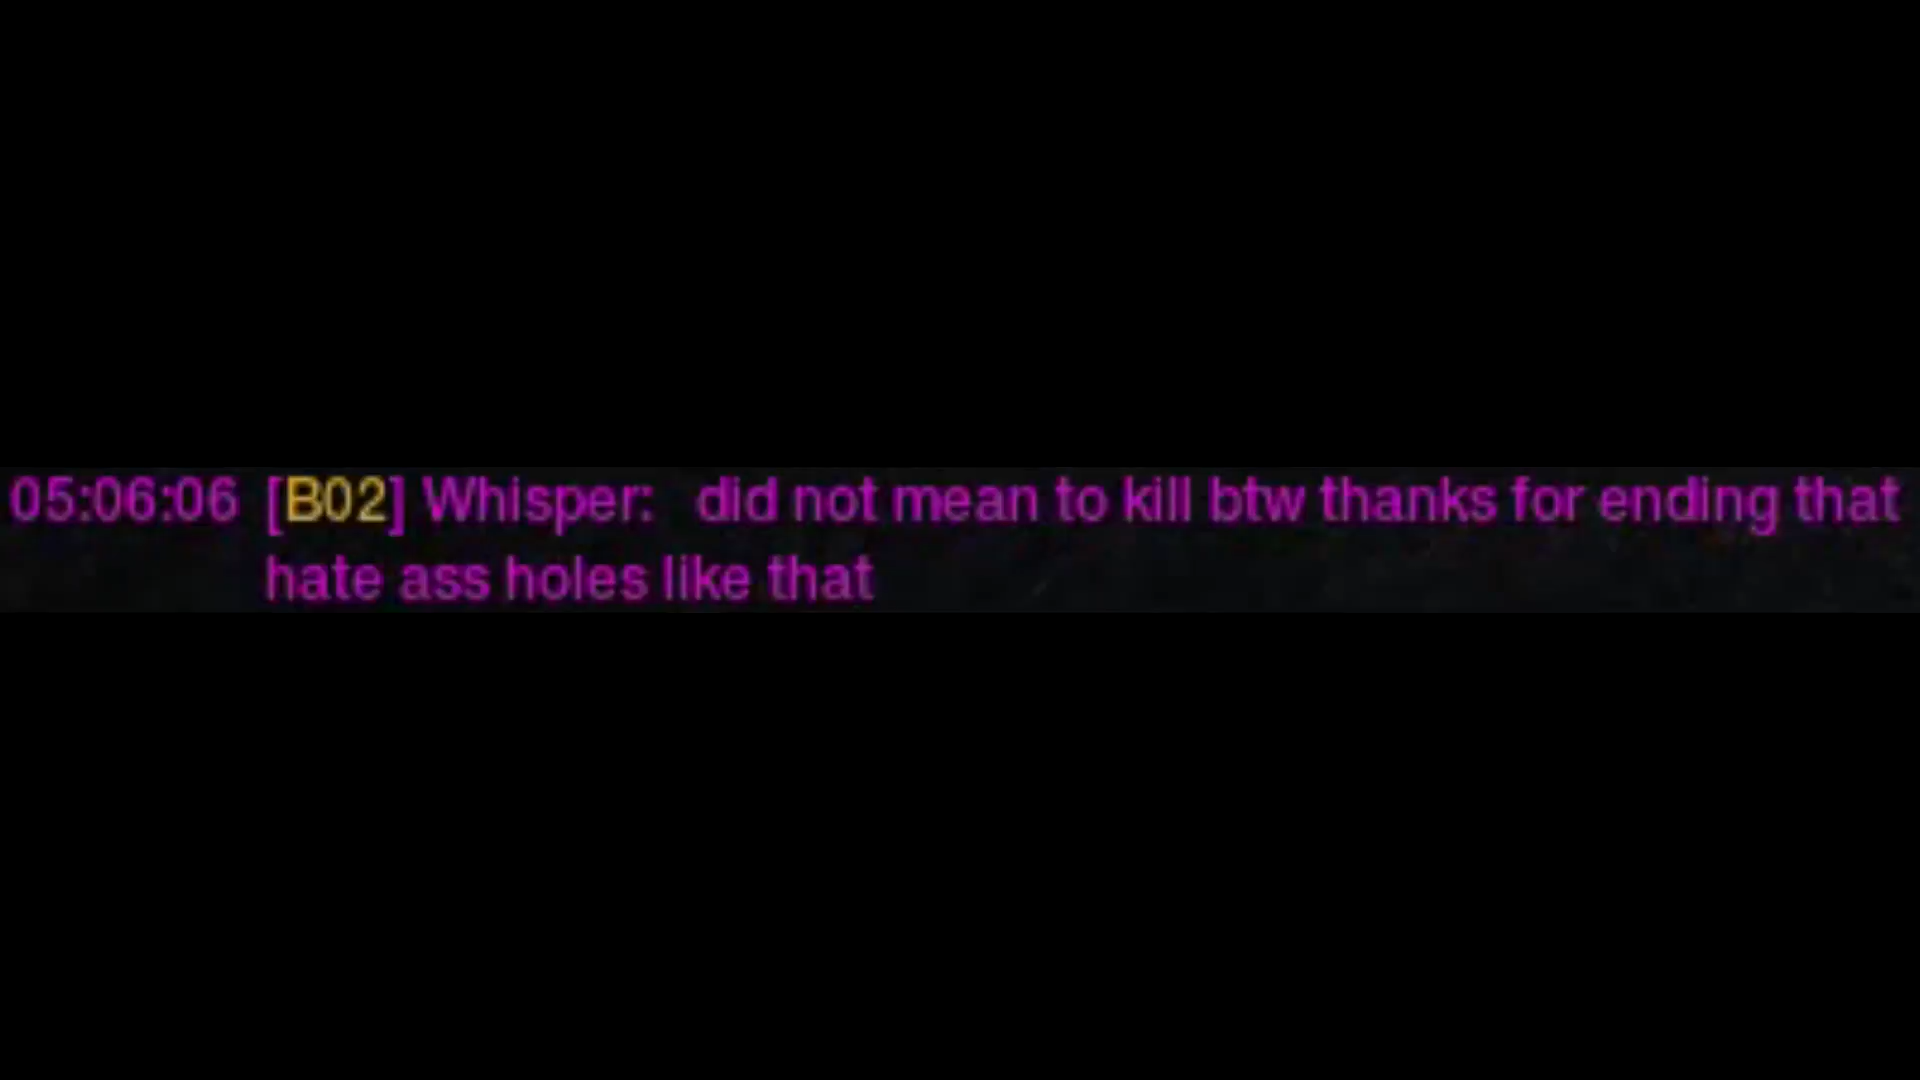 05:06:06 [B02] Whisper: did not mean to kill btw thanks for ending that
hate ass holes like that